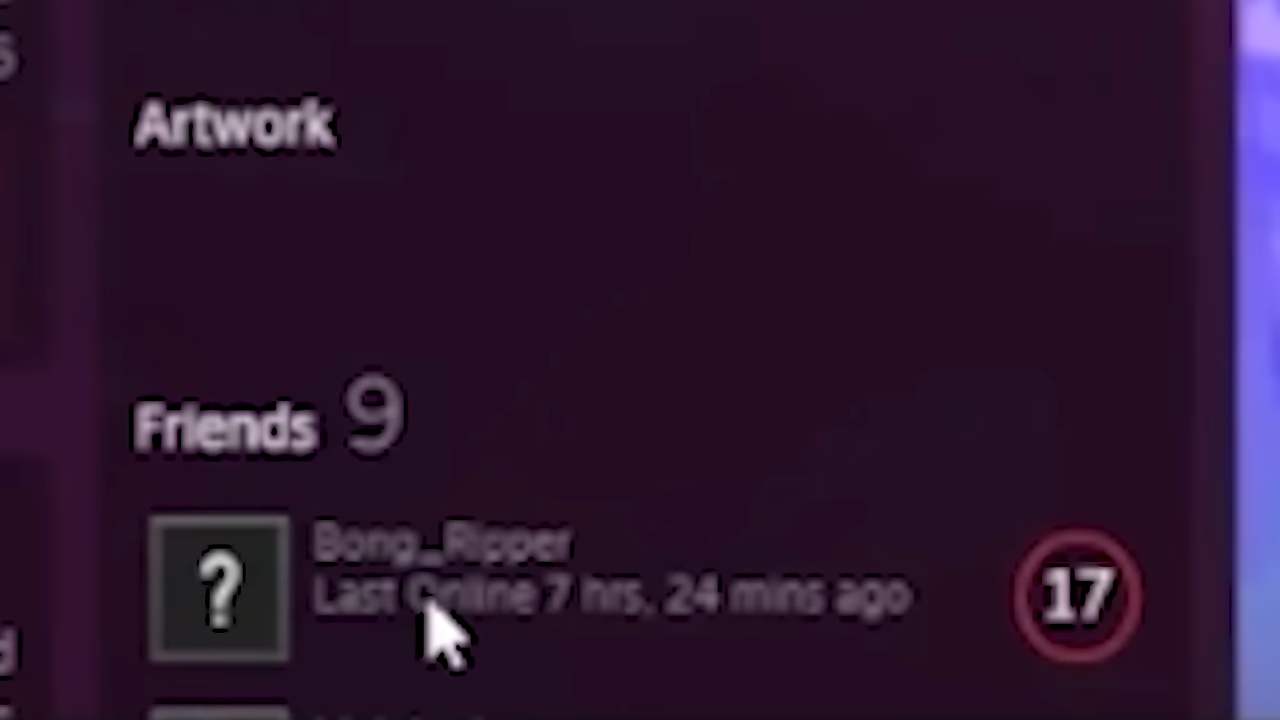 Artwork
Friends 9
?
Bong_Ripper
Last Online 7 hrs, 24 mins ago
17